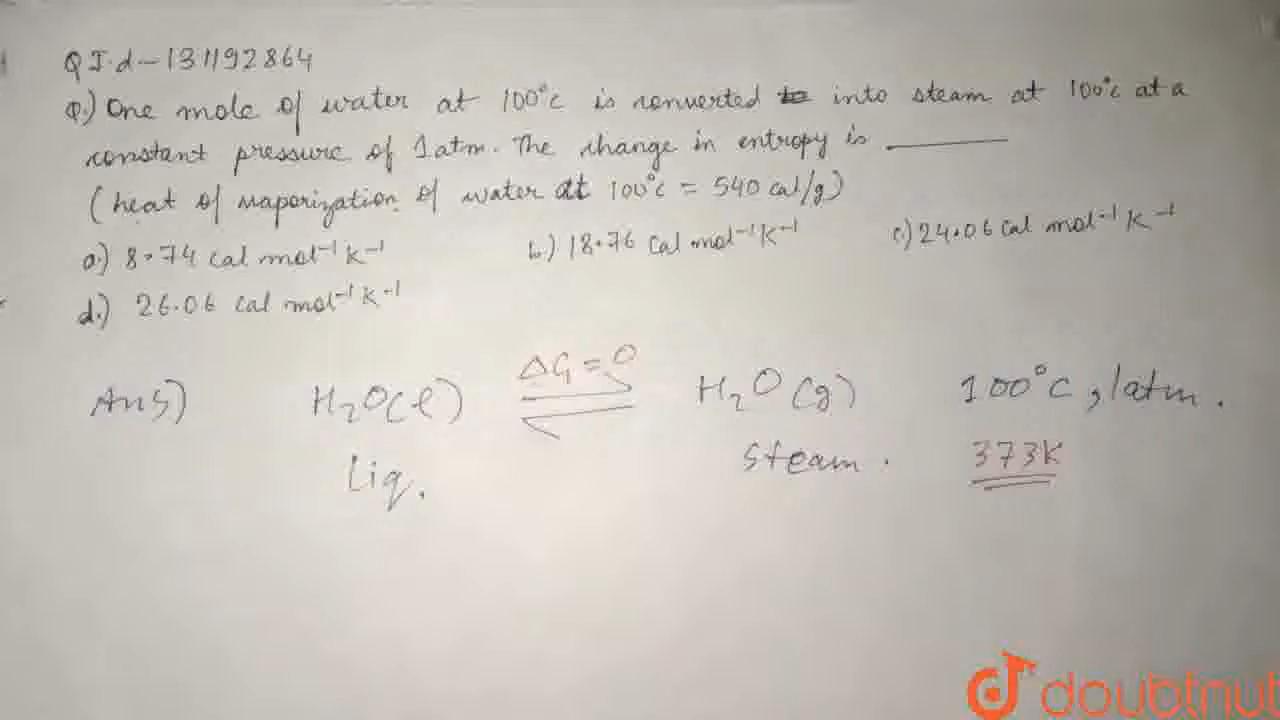 Q I.d-131192864
Q.) One mole of water at 100°c is converted into steam at 100°c at a
constant pressure of 1atm. The change in entropy is ______
(heat of vaporization of water at 100°c = 540 cal/g)
a.) 8.74 cal mol⁻¹ k⁻¹ b.) 18.76 cal mol⁻¹ k⁻¹ c.) 24.06 cal mol⁻¹ k⁻¹
d.) 26.06 cal mol⁻¹ k⁻¹
Ans) H₂O(l) ΔG=0 ⇌ H₂O(g) 100°C, 1atm.
Liq. Steam. 373K
doubtnut